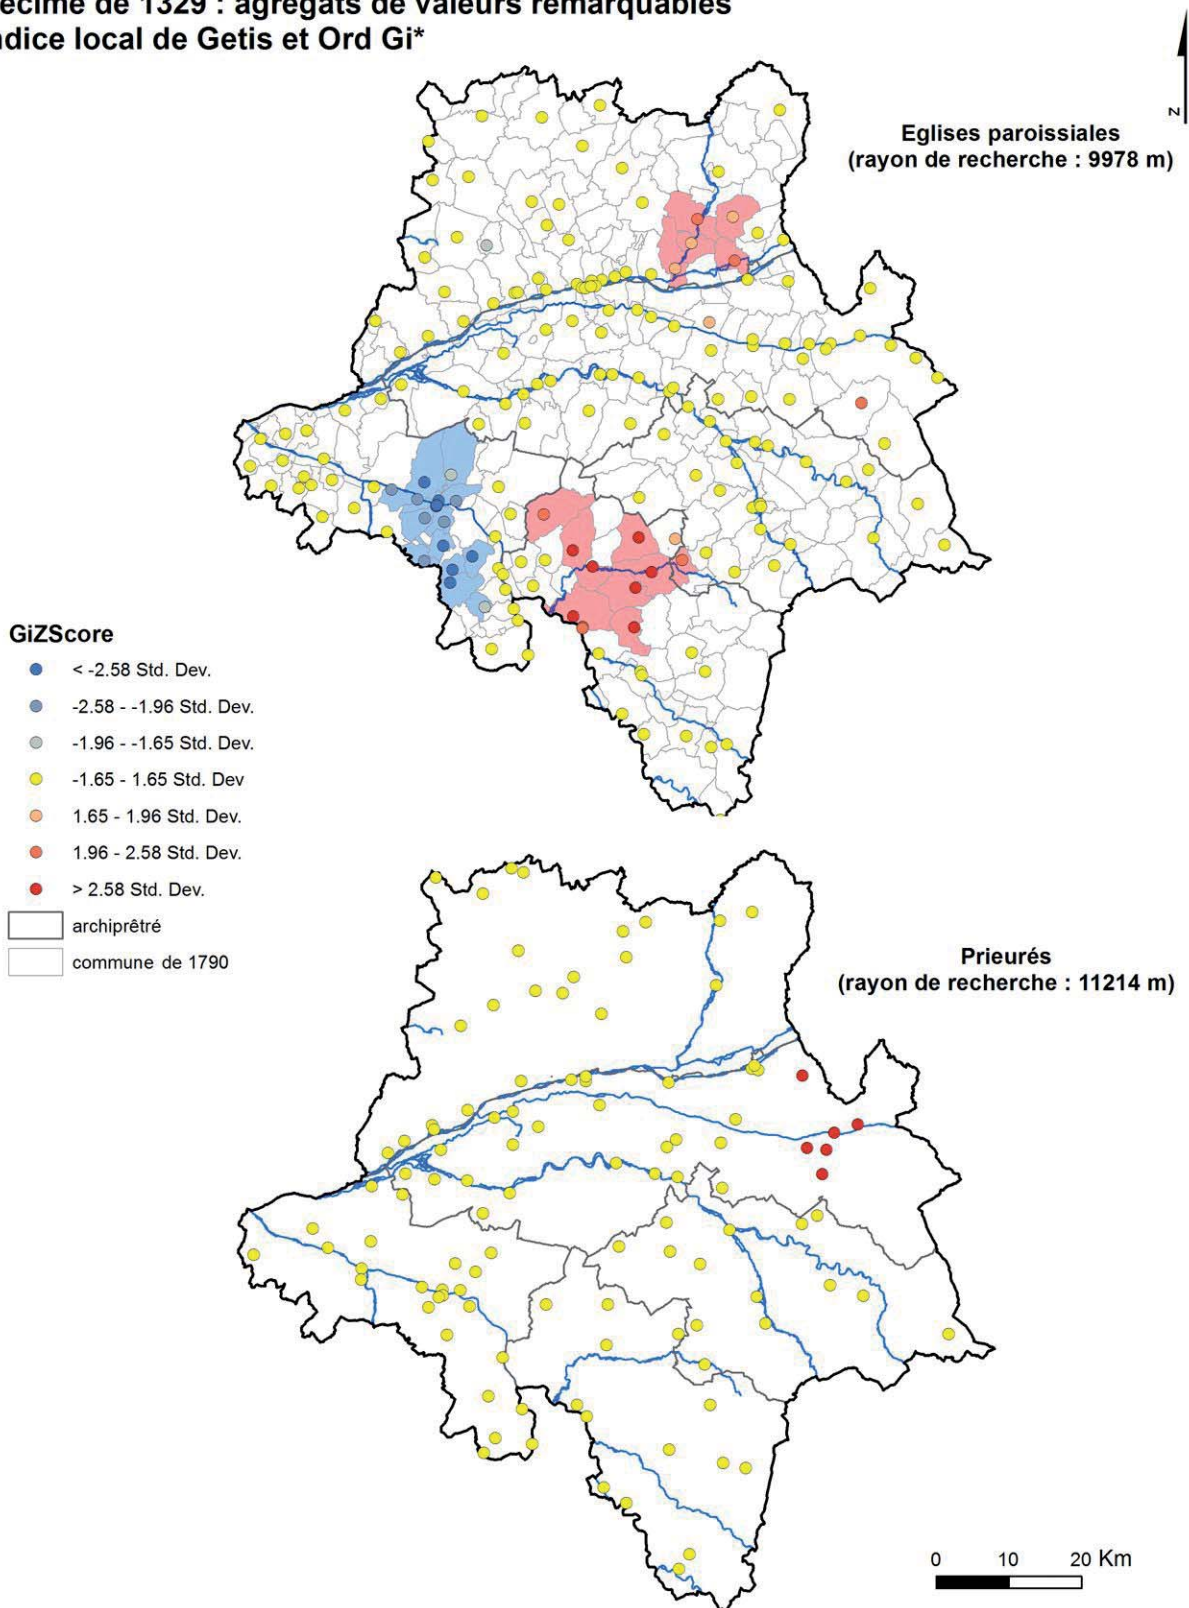 écime de 1329 : agrégats de valeurs remarquables
ndice local de Getis et Ord Gi*
N
Eglises paroissiales
(rayon de recherche : 9978 m)
GiZScore
< -2.58 Std. Dev.
-2.58 - -1.96 Std. Dev.
-1.96 - -1.65 Std. Dev.
-1.65 - 1.65 Std. Dev
1.65 - 1.96 Std. Dev.
1.96 - 2.58 Std. Dev.
> 2.58 Std. Dev.
archiprêtré
commune de 1790
Prieurés
(rayon de recherche : 11214 m)
0 10 20 Km